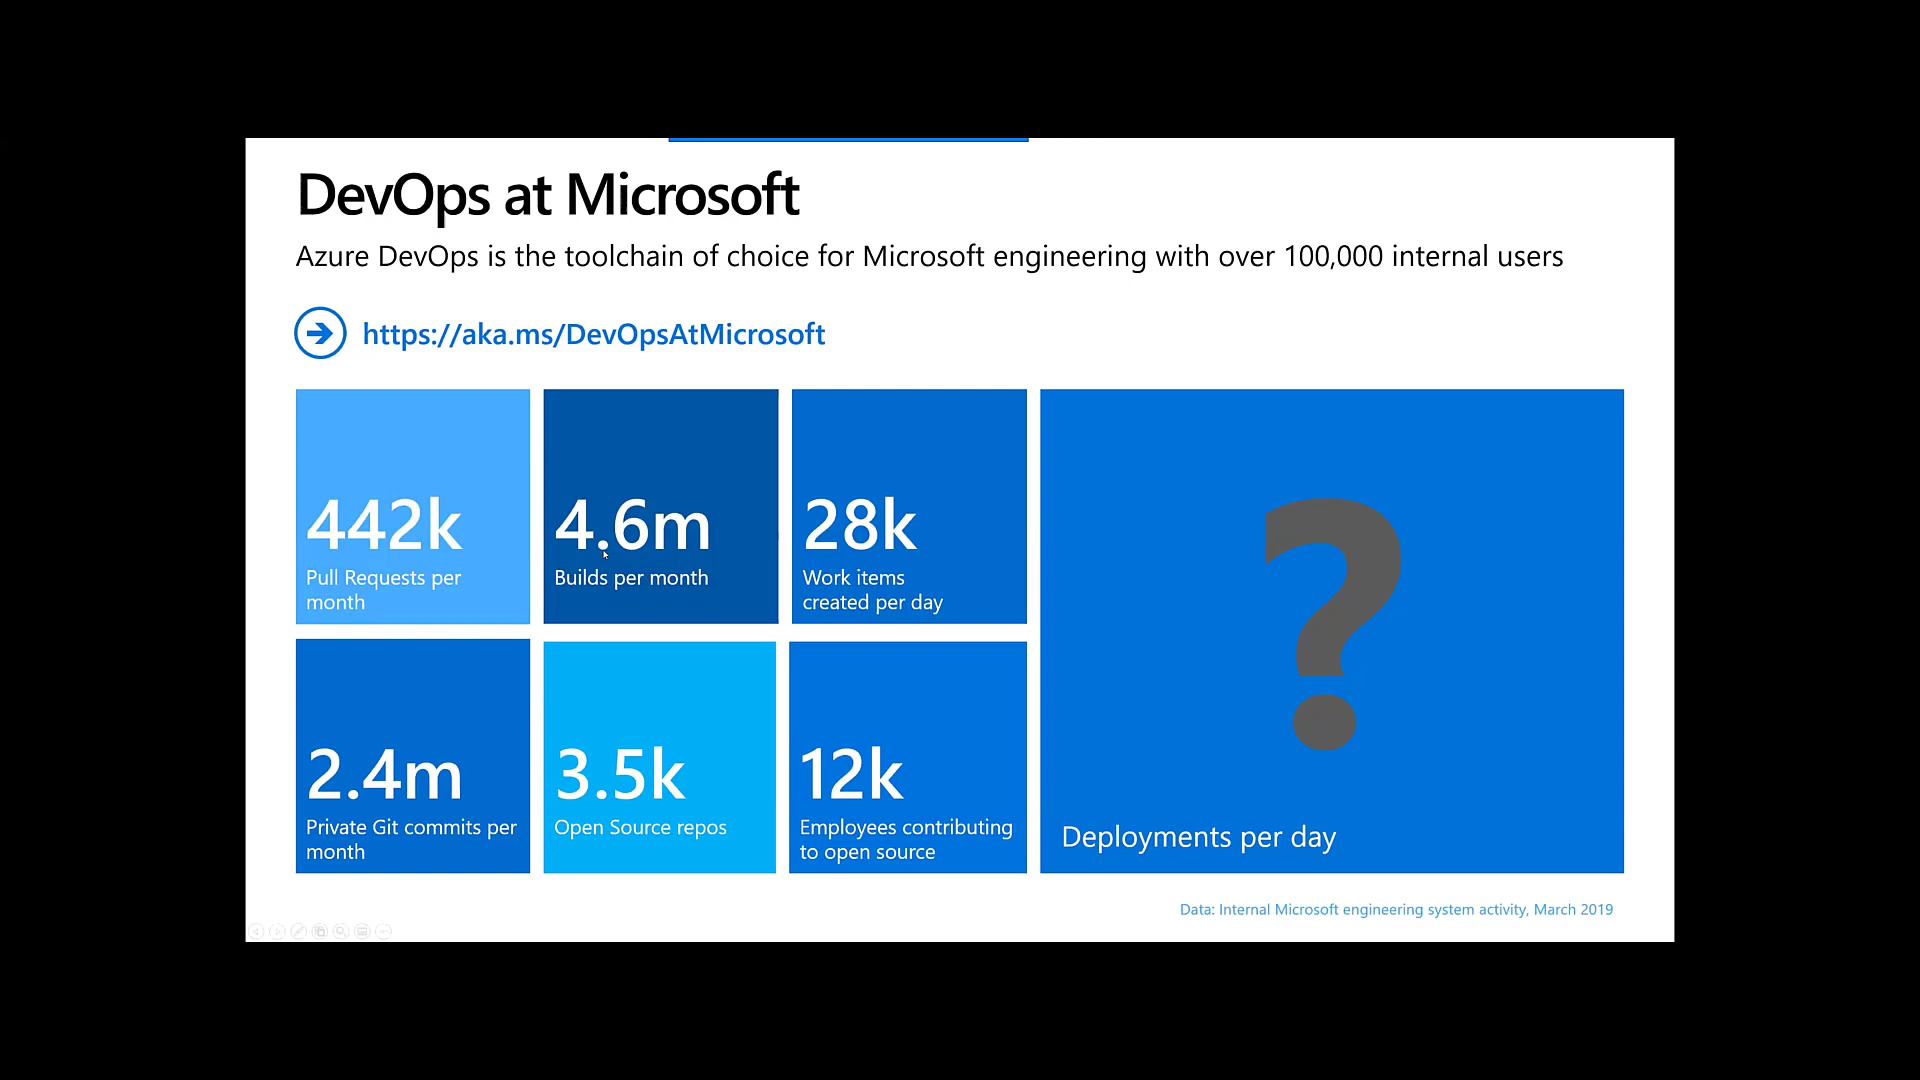 DevOps at Microsoft
Azure DevOps is the toolchain of choice for Microsoft engineering with over 100,000 internal users
https://aka.ms/DevOpsAtMicrosoft
442k
Pull Requests per
month
4.6m
Builds per month
28k
Work items
created per day
2.4m
Private Git commits per
month
3.5k
Open Source repos
12k
Employees contributing
to open source
?
Deployments per day
Data: Internal Microsoft engineering system activity, March 2019